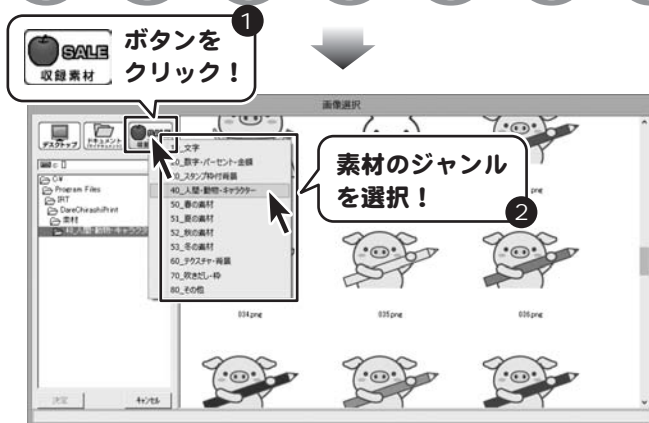 1
SALE
収録素材
ボタンを
クリック！
画像選択
デスクトップ
ドキュメント
_文字
_数字・パーセント・金額
_スタンプ枠付背景
40_人間・動物・キャラクター
50_春の素材
51_夏の素材
52_秋の素材
53_冬の素材
60_テクスチャ・背景
70_吹きだし・枠
80_その他
素材のジャンル
を選択！
2
C:¥
Program Files
IRT
DareChirashiPrint
素材
034.png
035.png
036.png
決定
キャンセル